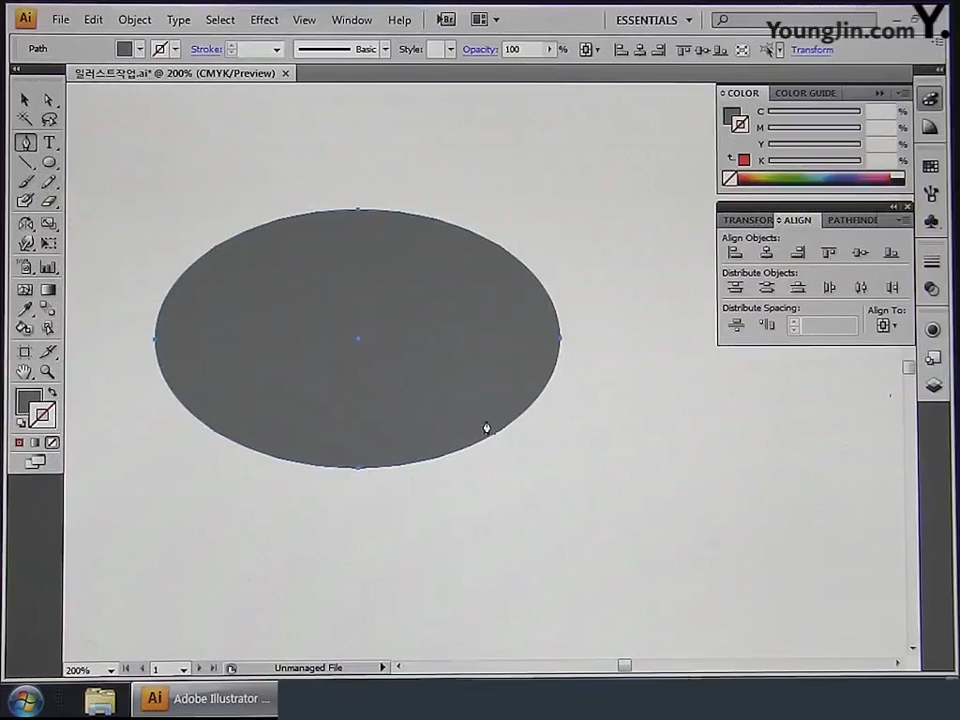 Ai File Edit Object Type Select Effect View Window Help Br ESSENTIALS
Y.
YoungJin.com
Path Stroke: Basic Style: Opacity: 100 % Transform
일러스트작업.ai* @ 200% (CMYK/Preview)
COLOR COLOR GUIDE
C %
M %
Y %
K %
TRANSFOR ALIGN PATHFINDE
Align Objects:
Distribute Objects:
Distribute Spacing: Align To:
200% 1 Unmanaged File
Ai Adobe Illustrator ...